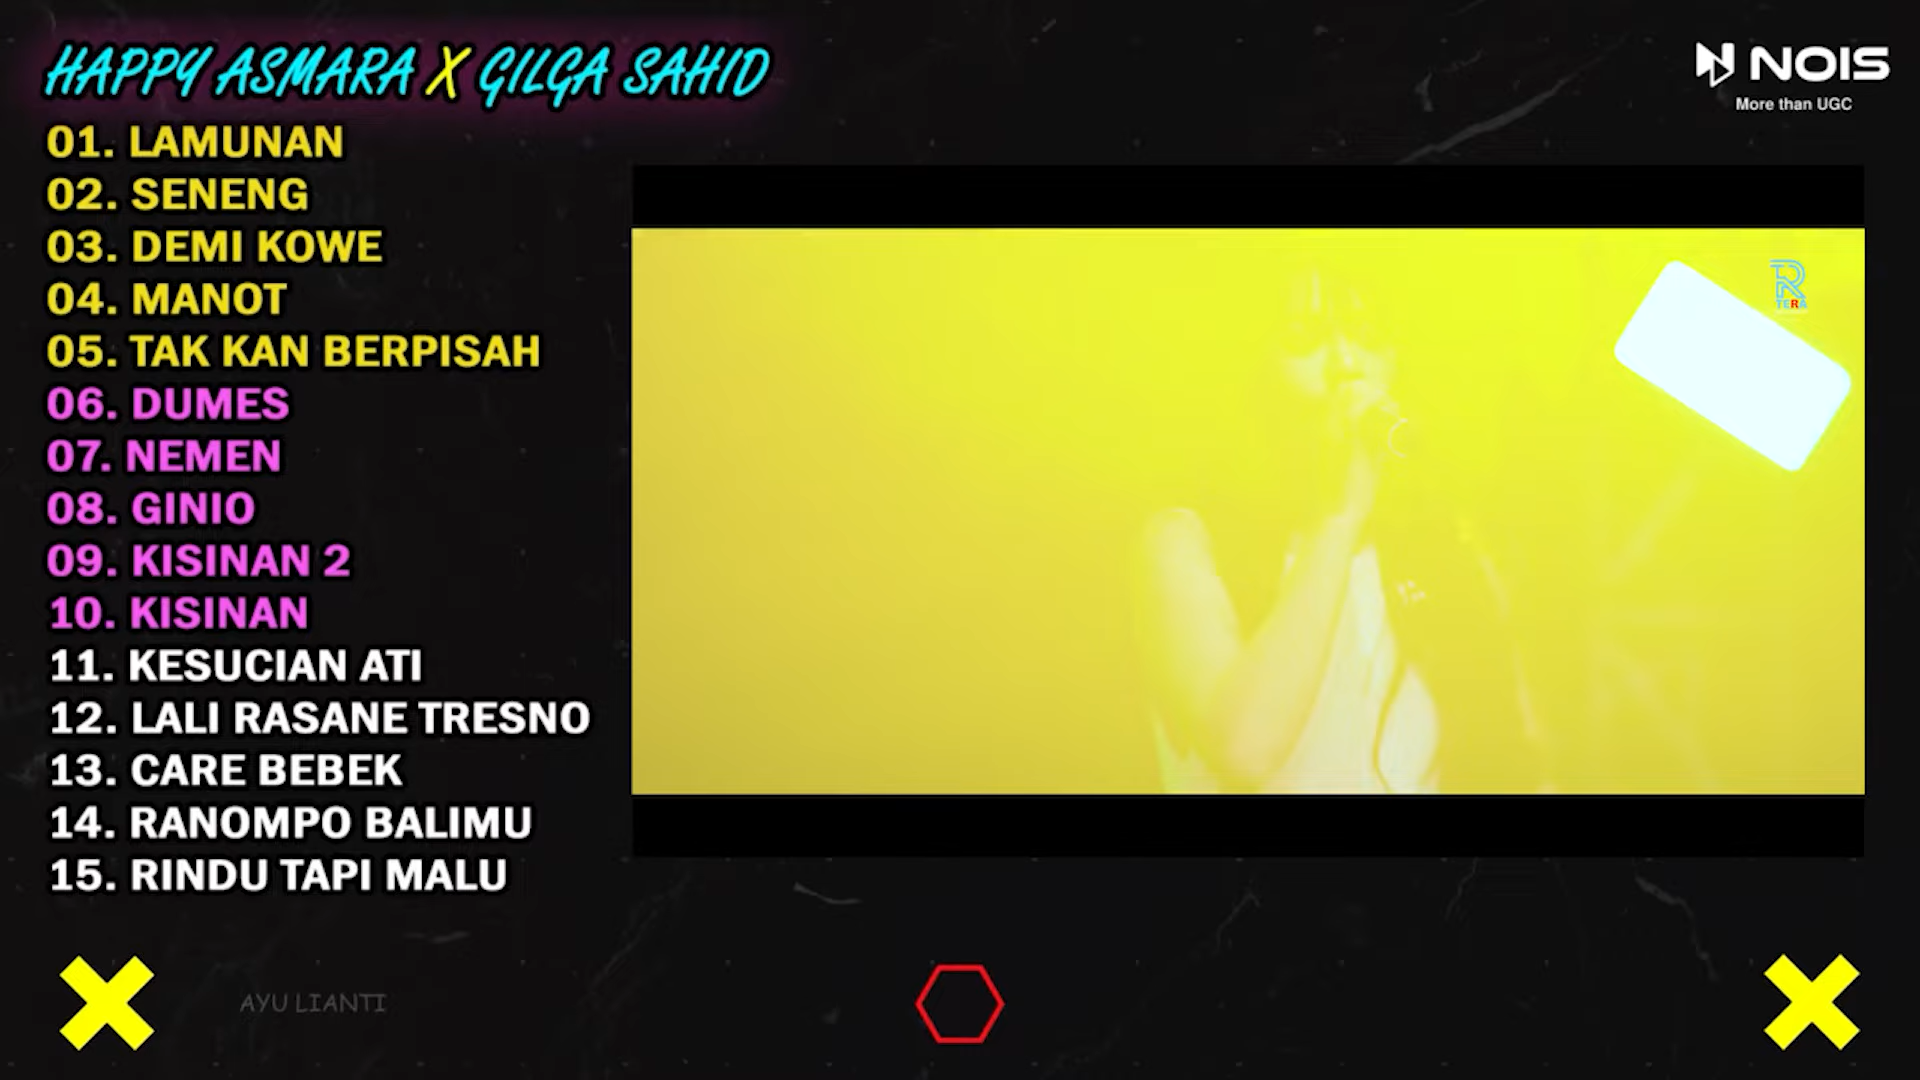 HAPPY ASMARA X GILGA SAHID
NOIS
More than UGC
01. LAMUNAN
02. SENENG
03. DEMI KOWE
04. MANOT
05. TAK KAN BERPISAH
06. DUMES
07. NEMEN
08. GINIO
09. KISINAN 2
10. KISINAN
11. KESUCIAN ATI
12. LALI RASANE TRESNO
13. CARE BEBEK
14. RANOMPO BALIMU
15. RINDU TAPI MALU
TERA
AYU LIANTI